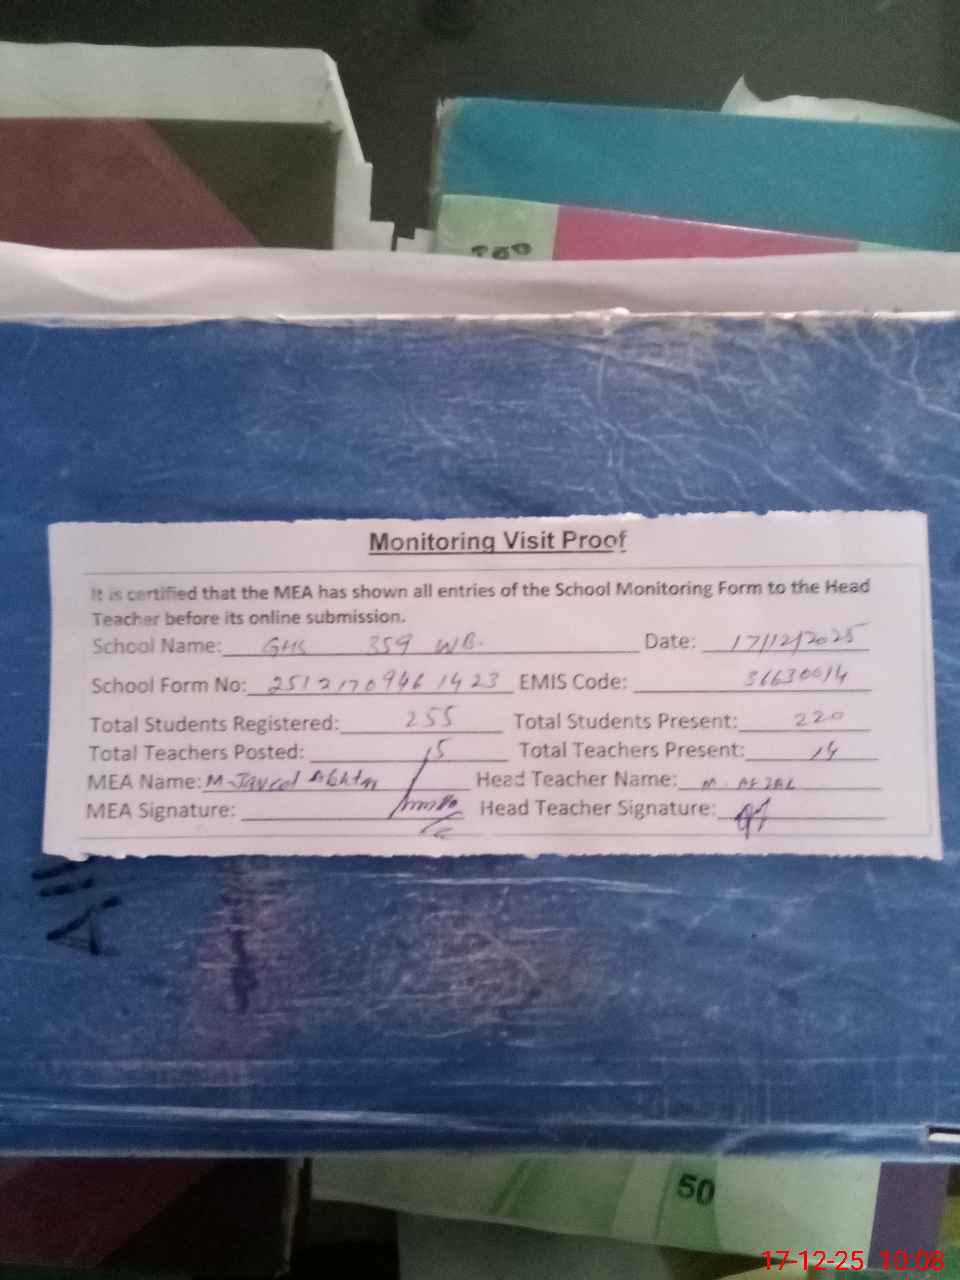 Monitoring Visit Proof
It is certified that the MEA has shown all entries of the School Monitoring Form to the Head
Teacher before its online submission.
School Name: GHS 359 WB. Date: 17/12/2025
School Form No: 2512170946 1423 EMIS Code: 36630014
Total Students Registered: 255 Total Students Present: 220
Total Teachers Posted: 15 Total Teachers Present: 14
MEA Name: M. Javed Akhtar Head Teacher Name: M. AFZAL
MEA Signature: Head Teacher Signature:
50
17-12-25 10:08